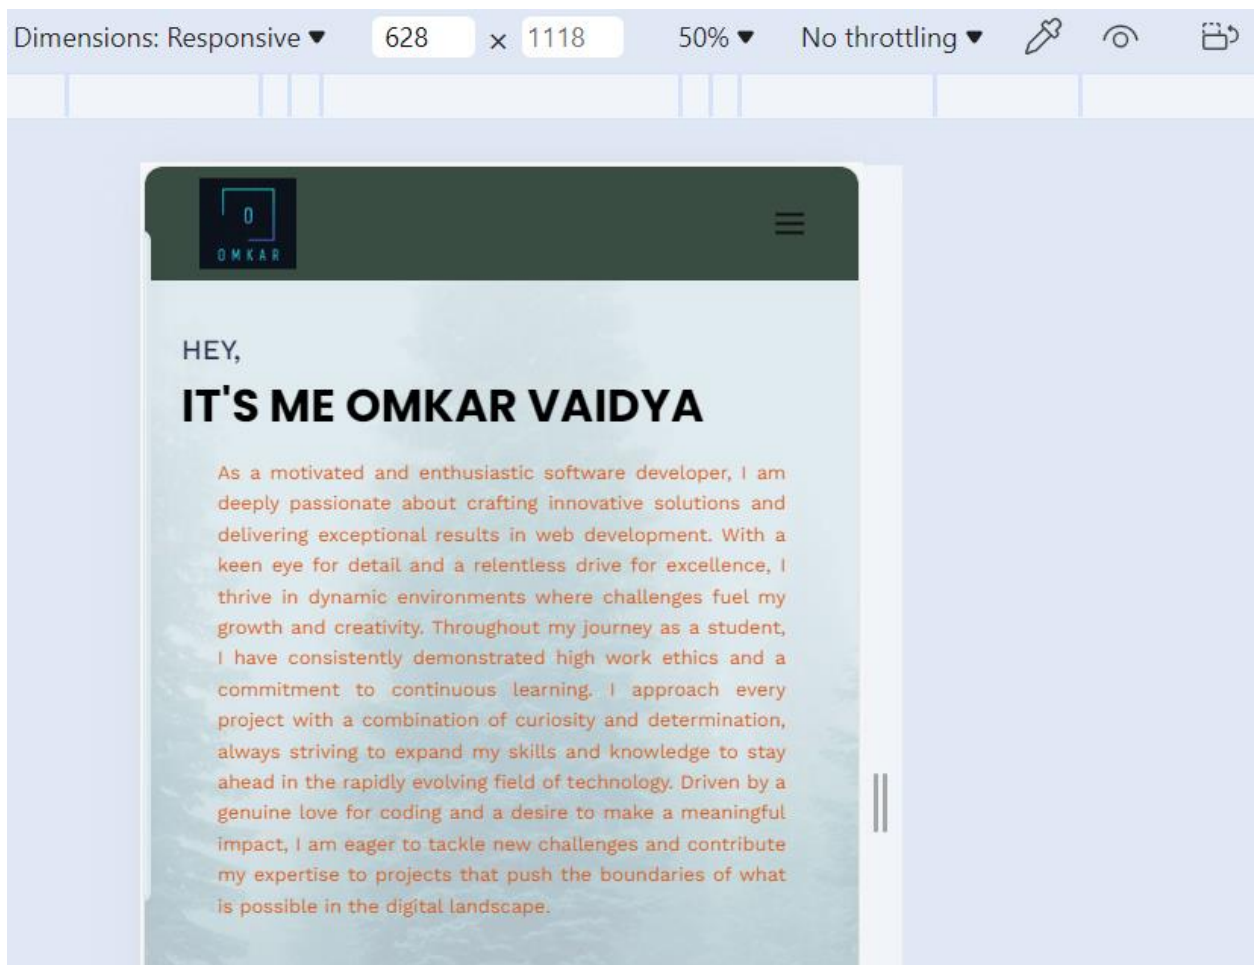 Dimensions: Responsive ▼ 628 × 1118 50% ▼ No throttling ▼
O
OMKAR
HEY,
IT'S ME OMKAR VAIDYA
As a motivated and enthusiastic software developer, I am
deeply passionate about crafting innovative solutions and
delivering exceptional results in web development. With a
keen eye for detail and a relentless drive for excellence, I
thrive in dynamic environments where challenges fuel my
growth and creativity. Throughout my journey as a student,
I have consistently demonstrated high work ethics and a
commitment to continuous learning. I approach every
project with a combination of curiosity and determination,
always striving to expand my skills and knowledge to stay
ahead in the rapidly evolving field of technology. Driven by a
genuine love for coding and a desire to make a meaningful
impact, I am eager to tackle new challenges and contribute
my expertise to projects that push the boundaries of what
is possible in the digital landscape.